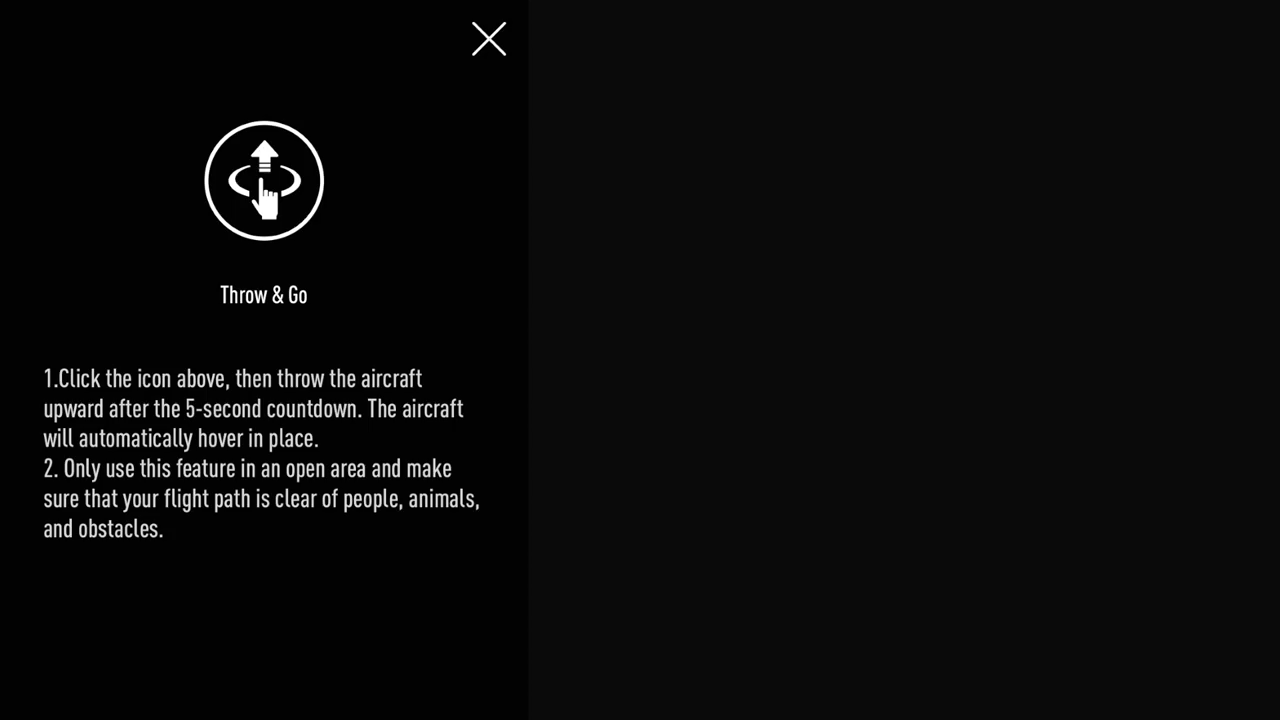 Throw & Go
1.Click the icon above, then throw the aircraft
upward after the 5-second countdown. The aircraft
will automatically hover in place.
2. Only use this feature in an open area and make
sure that your flight path is clear of people, animals,
and obstacles.